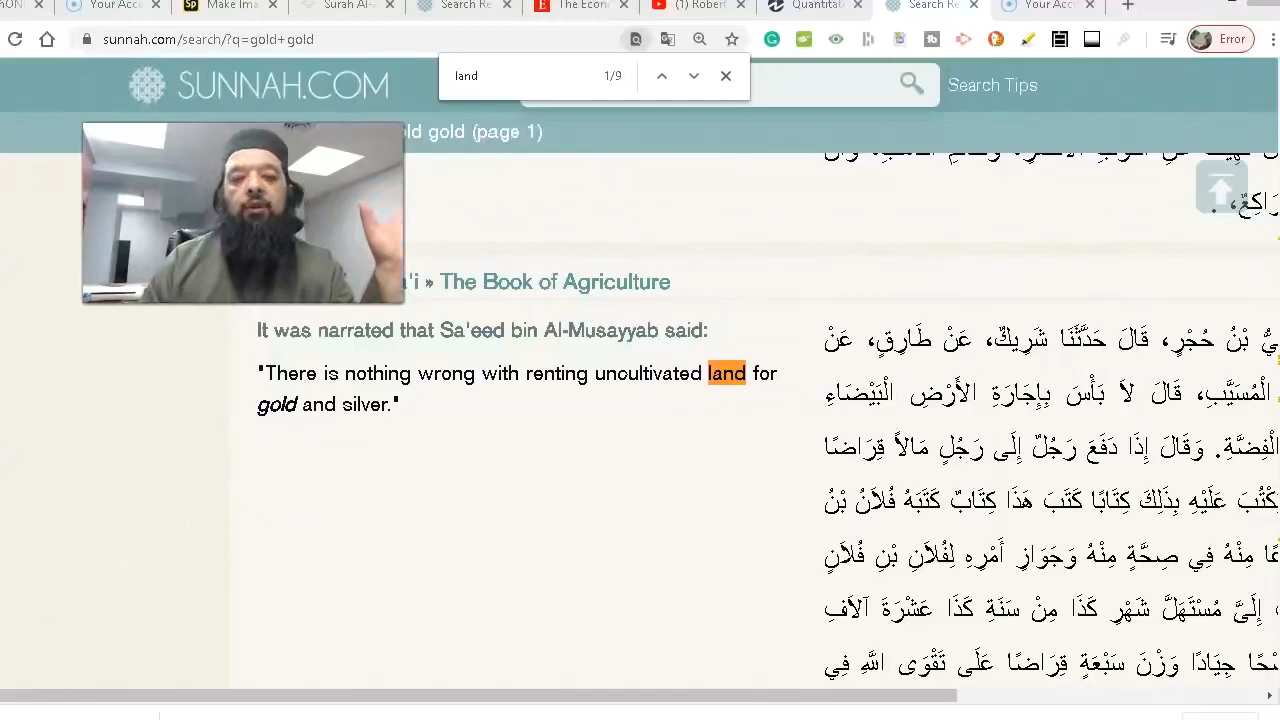 HONI
Your Acc
Make Ima
Surah Al-
Search Re
The Econ
(1) Robert
Quantitab
Search Re
Your Acc
sunnah.com/search/?q=gold+gold
Error
land
1/9
SUNNAH.COM
Search Tips
ld gold (page 1)
رَاكِعٌ، .
a'i » The Book of Agriculture
It was narrated that Sa'eed bin Al-Musayyab said:
"There is nothing wrong with renting uncultivated land for
gold and silver."
يُّ بْنُ حُجْرٍ، قَالَ حَدَّثَنَا شَرِيكٌ، عَنْ طَارِقٍ، عَنْ
الْمُسَيَّبِ، قَالَ لاَ بَأْسَ بِإِجَارَةِ الأَرْضِ الْبَيْضَاءِ
لْفِضَّةِ. وَقَالَ إِذَا دَفَعَ رَجُلٌ إِلَى رَجُلٍ مَالاً قِرَاضًا
يَكْتُبَ عَلَيْهِ بِذَلِكَ كِتَابًا كَتَبَ هَذَا كِتَابٌ كَتَبَهُ فُلاَنُ بْنُ
عًا مِنْهُ فِي صِحَّةٍ مِنْهُ وَجَوَازِ أَمْرِهِ لِفُلاَنِ بْنِ فُلاَنٍ
إِلَىَّ مُسْتَهَلَّ شَهْرِ كَذَا مِنْ سَنَةِ كَذَا عَشْرَةَ آلاَفِ
ضَحًا جِيَادًا وَزْنَ سَبْعَةٍ قِرَاضًا عَلَى تَقْوَى اللَّهِ فِي